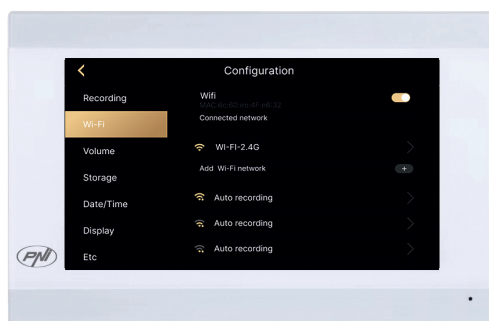 Configuration
Recording
Wifi
Wi-Fi
Connected network
Volume
WI-FI-2.4G
Add Wi-Fi network
+
Storage
Date/Time
Auto recording
Display
Auto recording
Etc
Auto recording
PNI